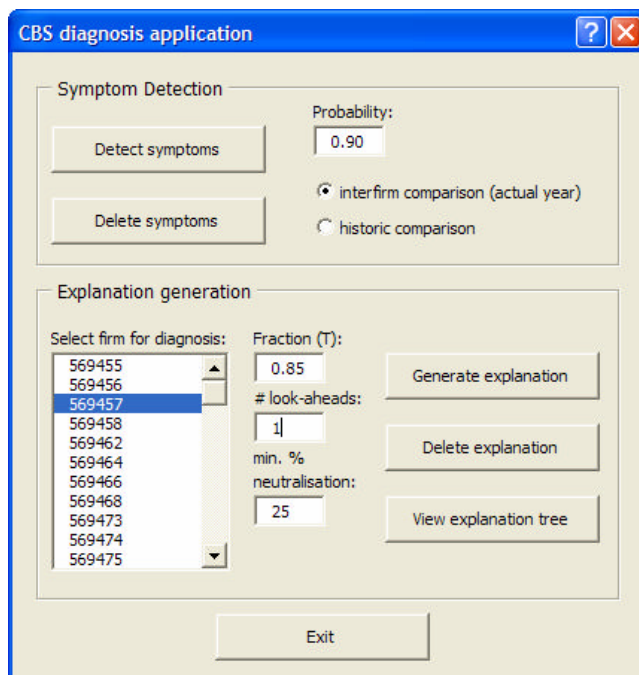 CBS diagnosis application
Symptom Detection
Detect symptoms
Delete symptoms
Probability:
0.90
interfirm comparison (actual year)
historic comparison
Explanation generation
Select firm for diagnosis:
569455
569456
569457
569458
569462
569464
569466
569468
569473
569474
569475
Fraction (T):
0.85
# look-aheads:
1
min. %
neutralisation:
25
Generate explanation
Delete explanation
View explanation tree
Exit